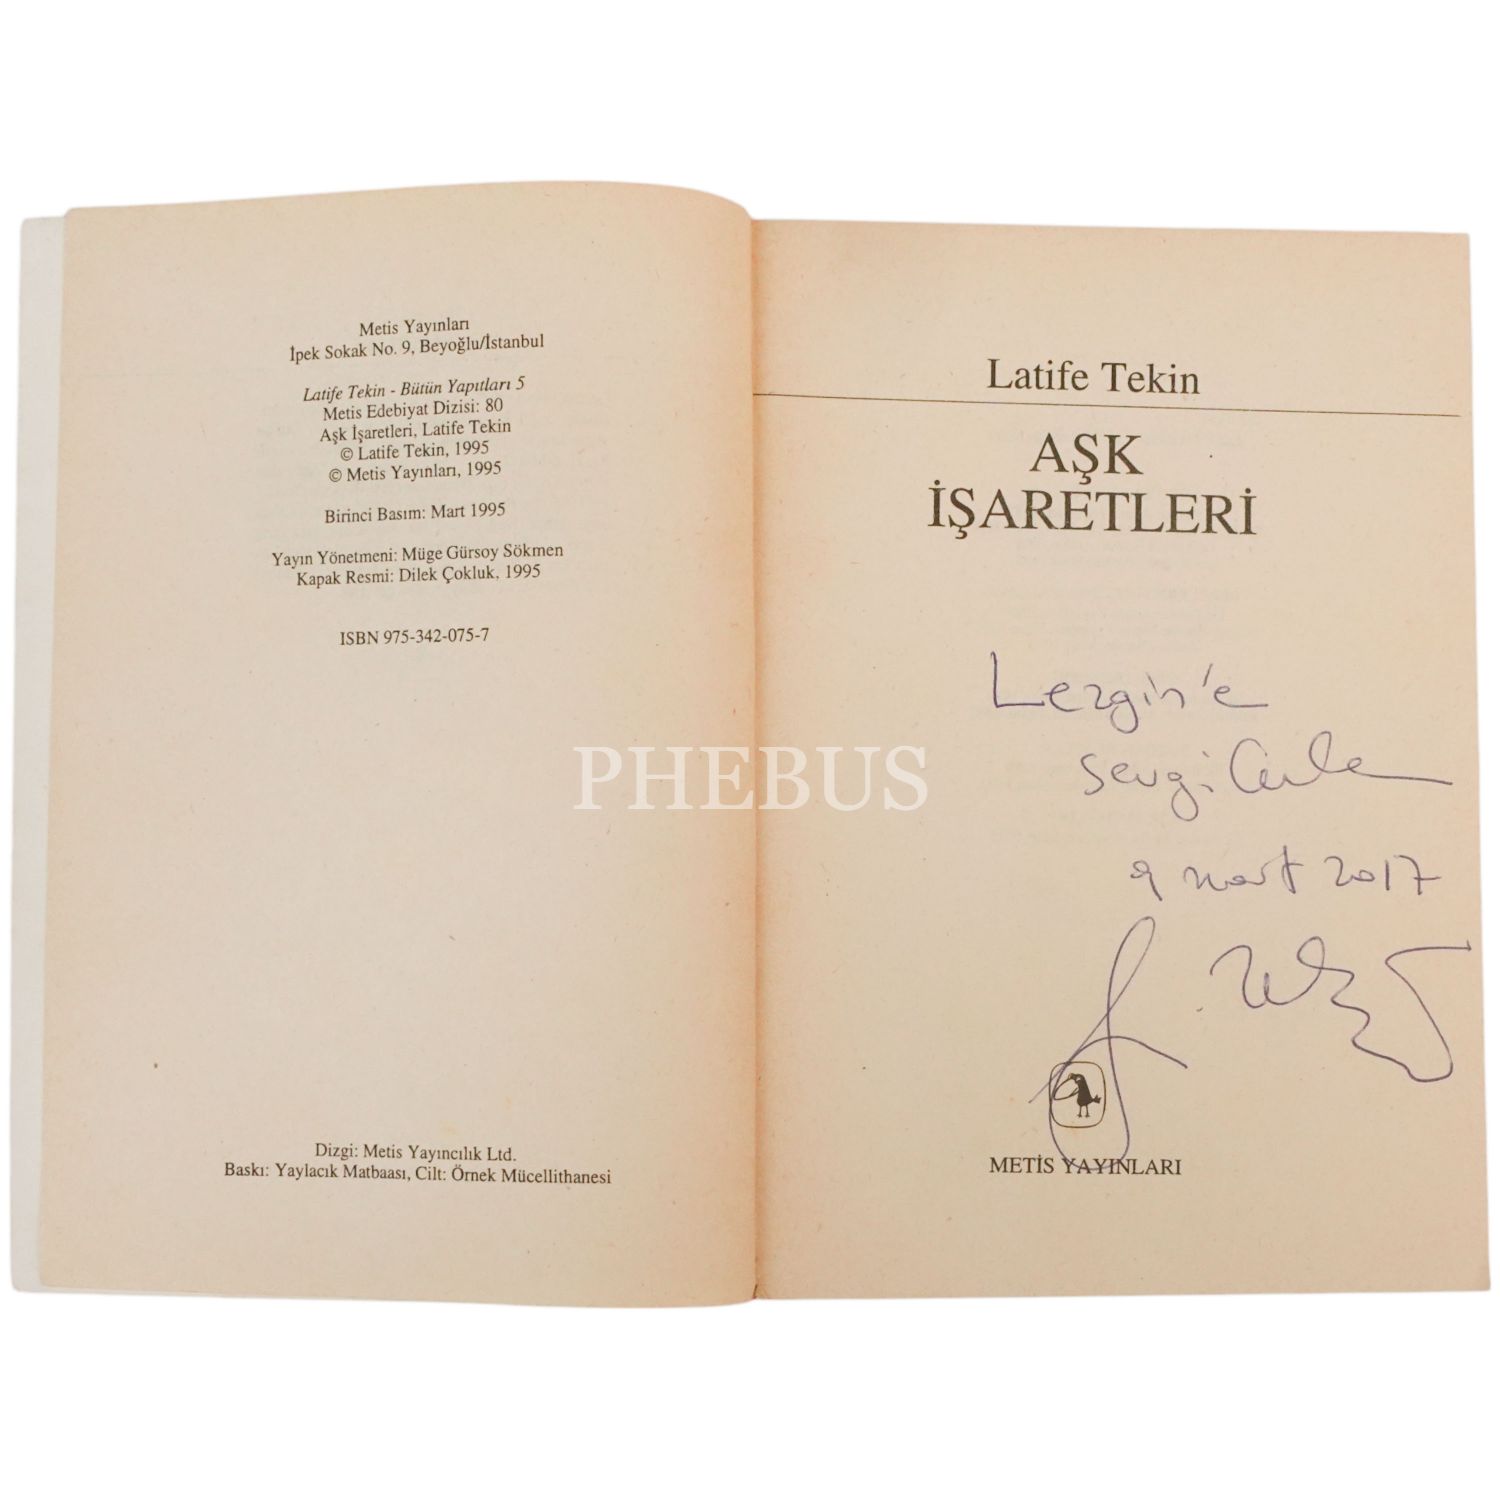 Metis Yayınları
İpek Sokak No. 9, Beyoğlu/İstanbul
Latife Tekin - Bütün Yapıtları 5
Metis Edebiyat Dizisi: 80
Aşk İşaretleri, Latife Tekin
© Latife Tekin, 1995
© Metis Yayınları, 1995
Birinci Basım: Mart 1995
Yayın Yönetmeni: Müge Gürsoy Sökmen
Kapak Resmi: Dilek Çokluk, 1995
ISBN 975-342-075-7
Dizgi: Metis Yayıncılık Ltd.
Baskı: Yaylacık Matbaası, Cilt: Örnek Mücellithanesi
Latife Tekin
AŞK
İŞARETLERİ
Lezgin'e
sevgilerle
9 mart 2017
METİS YAYINLARI
PHEBUS